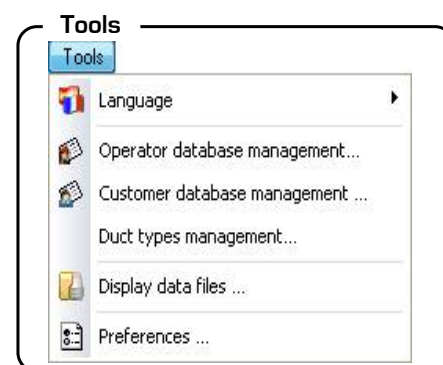 Tools
Tools
Language
Operator database management...
Customer database management ...
Duct types management...
Display data files ...
Preferences ...